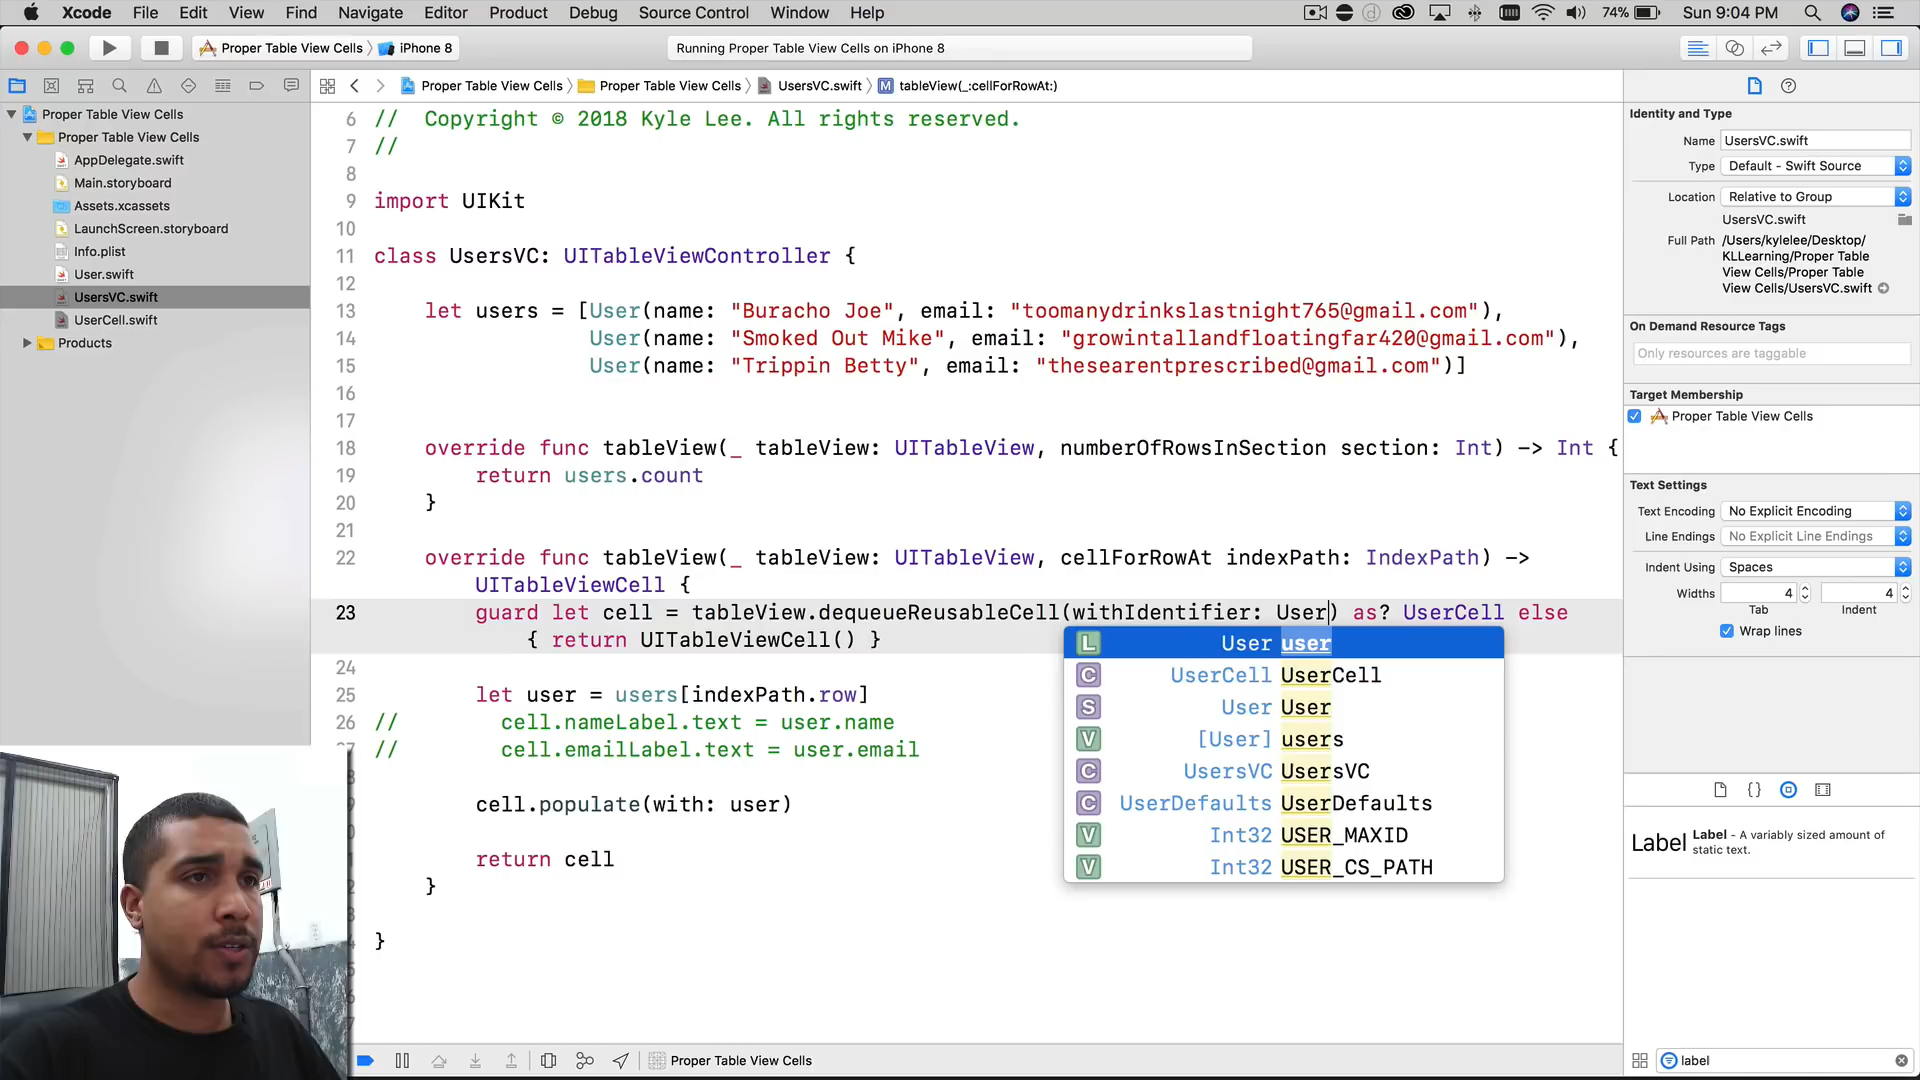 Xcode File Edit View Find Navigate Editor Product Debug Source Control Window Help 74% Sun 9:04 PM
Proper Table View Cells iPhone 8 Running Proper Table View Cells on iPhone 8
Proper Table View Cells Proper Table View Cells UsersVC.swift M tableView(_:cellForRowAt:)
Proper Table View Cells
Proper Table View Cells
AppDelegate.swift
Main.storyboard
Assets.xcassets
LaunchScreen.storyboard
Info.plist
User.swift
UsersVC.swift
UserCell.swift
Products
6 // Copyright © 2018 Kyle Lee. All rights reserved.
7 //
8
9 import UIKit
10
11 class UsersVC: UITableViewController {
12
13 let users = [User(name: "Buracho Joe", email: "toomanydrinkslastnight765@gmail.com"),
14 User(name: "Smoked Out Mike", email: "growintallandfloatingfar420@gmail.com"),
15 User(name: "Trippin Betty", email: "thesearentprescribed@gmail.com")]
16
17
18 override func tableView(_ tableView: UITableView, numberOfRowsInSection section: Int) -> Int {
19 return users.count
20 }
21
22 override func tableView(_ tableView: UITableView, cellForRowAt indexPath: IndexPath) ->
UITableViewCell {
23 guard let cell = tableView.dequeueReusableCell(withIdentifier: User) as? UserCell else
{ return UITableViewCell() }
24
25 let user = users[indexPath.row]
26 // cell.nameLabel.text = user.name
// cell.emailLabel.text = user.email
cell.populate(with: user)
return cell
}
}
L User user
C UserCell UserCell
S User User
V [User] users
C UsersVC UsersVC
C UserDefaults UserDefaults
V Int32 USER_MAXID
V Int32 USER_CS_PATH
Proper Table View Cells
Identity and Type
Name UsersVC.swift
Type Default - Swift Source
Location Relative to Group
UsersVC.swift
Full Path /Users/kylelee/Desktop/
KLLearning/Proper Table
View Cells/Proper Table
View Cells/UsersVC.swift
On Demand Resource Tags
Only resources are taggable
Target Membership
Proper Table View Cells
Text Settings
Text Encoding No Explicit Encoding
Line Endings No Explicit Line Endings
Indent Using Spaces
Widths 4 4
Tab Indent
Wrap lines
{}
Label Label - A variably sized amount of
static text.
label